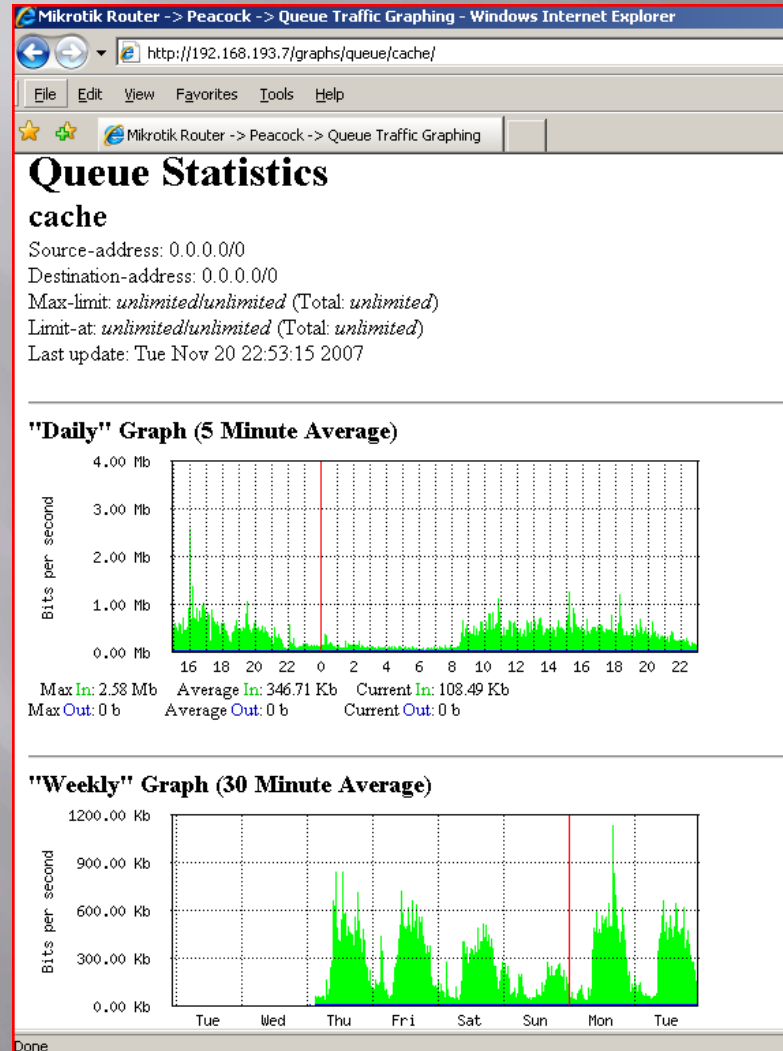 Mikrotik Router -> Peacock -> Queue Traffic Graphing - Windows Internet Explorer
http://192.168.193.7/graphs/queue/cache/
File Edit View Favorites Tools Help
Mikrotik Router -> Peacock -> Queue Traffic Graphing
Queue Statistics
cache
Source-address: 0.0.0.0/0
Destination-address: 0.0.0.0/0
Max-limit: unlimited/unlimited (Total: unlimited)
Limit-at: unlimited/unlimited (Total: unlimited)
Last update: Tue Nov 20 22:53:15 2007
"Daily" Graph (5 Minute Average)
Bits per second
4.00 Mb
3.00 Mb
2.00 Mb
1.00 Mb
0.00 Mb
16 18 20 22 0 2 4 6 8 10 12 14 16 18 20 22
Max In: 2.58 Mb Average In: 346.71 Kb Current In: 108.49 Kb
Max Out: 0 b Average Out: 0 b Current Out: 0 b
"Weekly" Graph (30 Minute Average)
Bits per second
1200.00 Kb
900.00 Kb
600.00 Kb
300.00 Kb
0.00 Kb
Tue Wed Thu Fri Sat Sun Mon Tue
Done